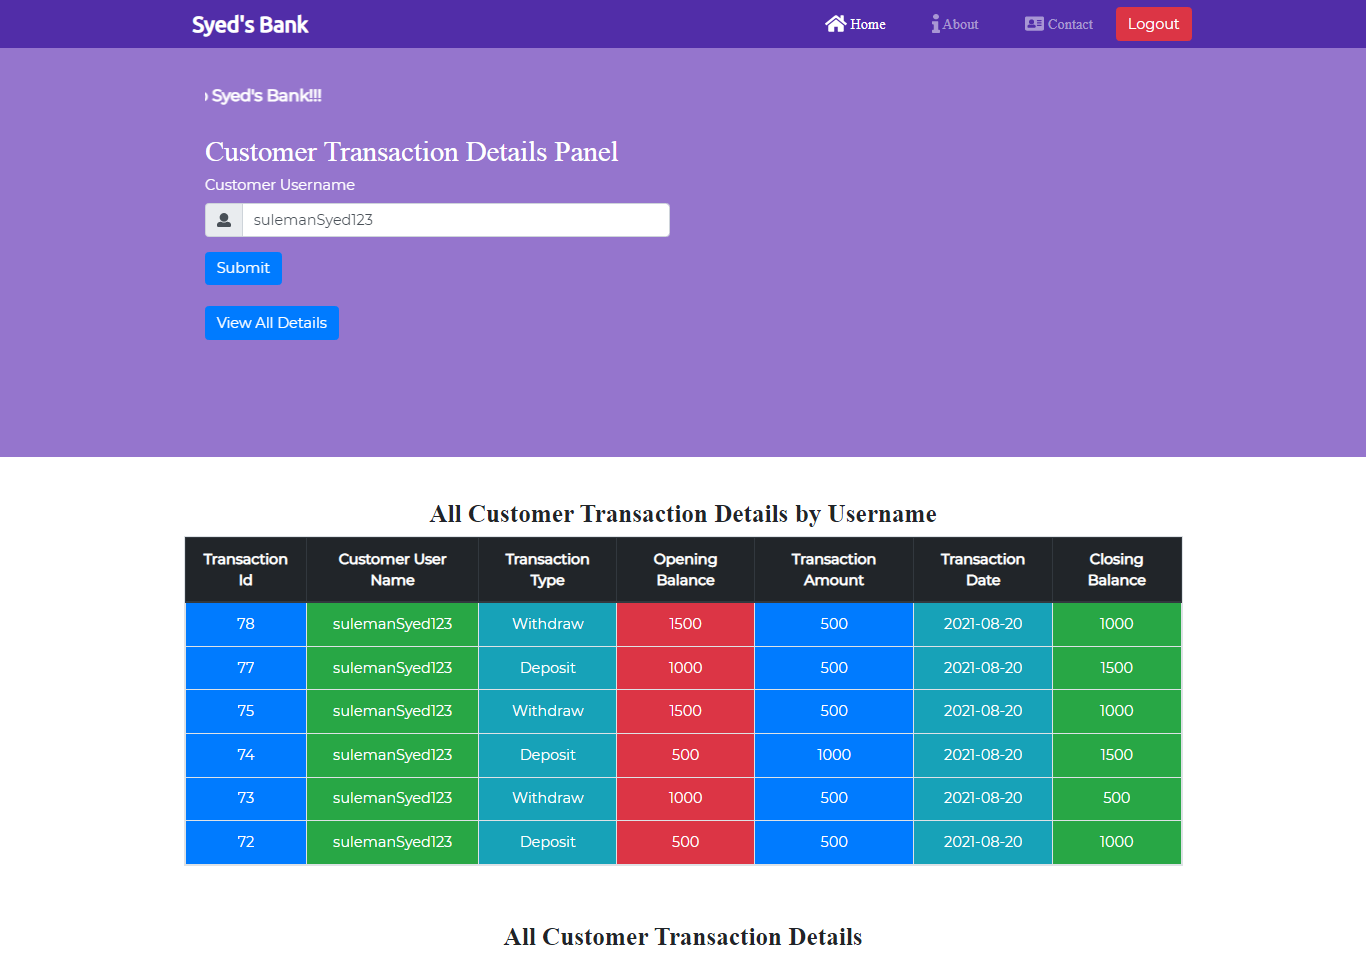 Syed's Bank Home About Contact Logout
Syed's Bank!!!
Customer Transaction Details Panel
Customer Username
sulemanSyed123
Submit
View All Details
All Customer Transaction Details by Username
Transaction Id Customer User Name Transaction Type Opening Balance Transaction Amount Transaction Date Closing Balance
78 sulemanSyed123 Withdraw 1500 500 2021-08-20 1000
77 sulemanSyed123 Deposit 1000 500 2021-08-20 1500
75 sulemanSyed123 Withdraw 1500 500 2021-08-20 1000
74 sulemanSyed123 Deposit 500 1000 2021-08-20 1500
73 sulemanSyed123 Withdraw 1000 500 2021-08-20 500
72 sulemanSyed123 Deposit 500 500 2021-08-20 1000
All Customer Transaction Details